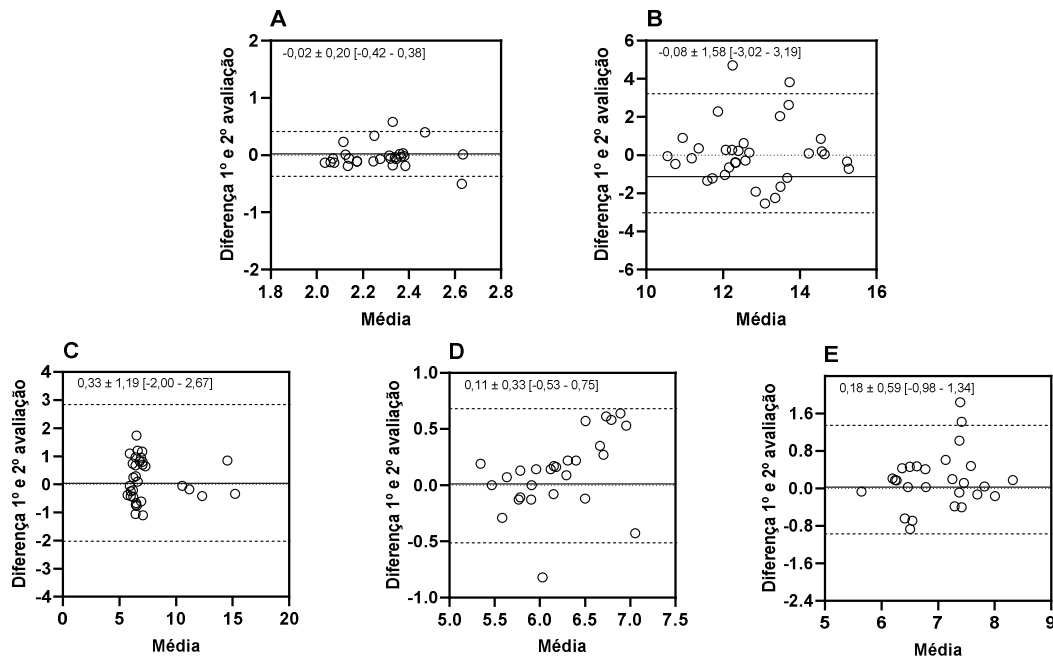 A
Diferença 1º e 2º avaliação
-0,02 ± 0,20 [-0,42 - 0,38]
2
1
0
-1
-2
1.8 2.0 2.2 2.4 2.6 2.8
Média
B
Diferença 1º e 2º avaliação
-0,08 ± 1,58 [-3,02 - 3,19]
6
4
2
0
-2
-4
-6
10 12 14 16
Média
C
Diferença 1º e 2º avaliação
0,33 ± 1,19 [-2,00 - 2,67]
4
3
2
1
0
-1
-2
-3
-4
0 5 10 15 20
Média
D
Diferença 1º e 2º avaliação
0,11 ± 0,33 [-0,53 - 0,75]
1.0
0.5
0.0
-0.5
-1.0
5.0 5.5 6.0 6.5 7.0 7.5
Média
E
Diferença 1º e 2º avaliação
0,18 ± 0,59 [-0,98 - 1,34]
1.6
0.8
0.0
-0.8
-1.6
-2.4
5 6 7 8 9
Média